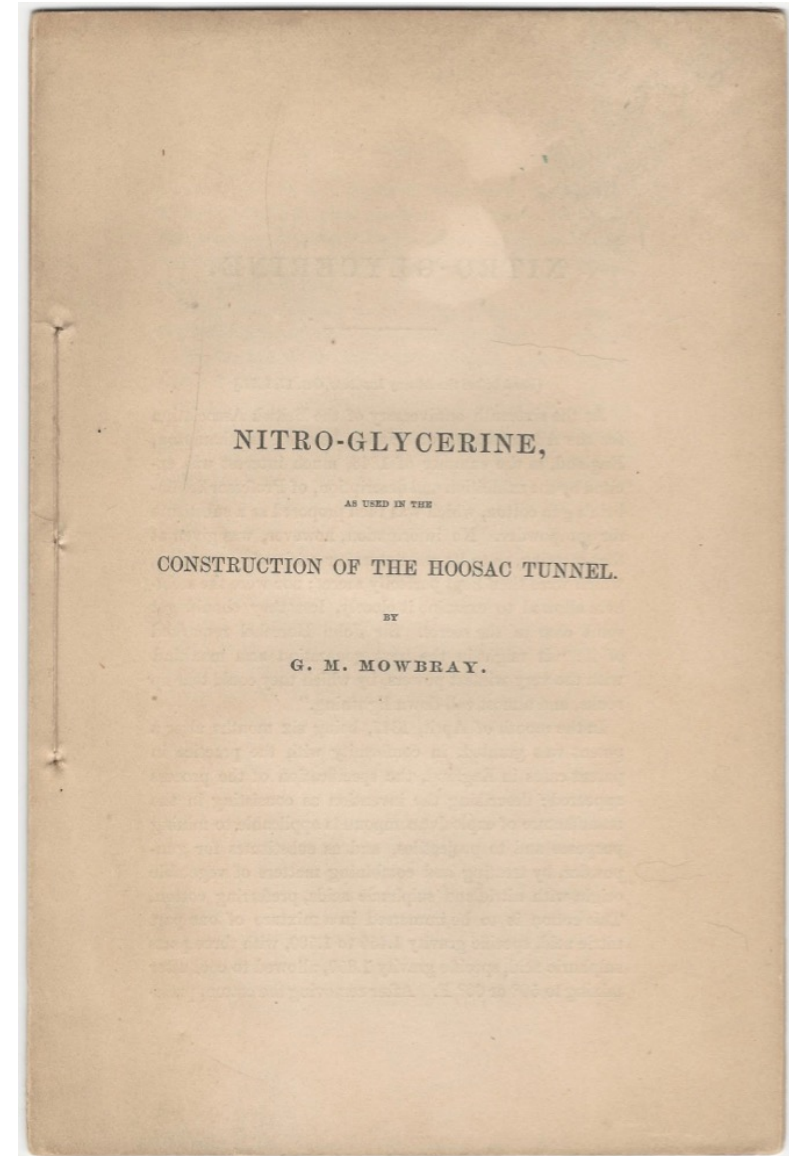 NITRO-GLYCERINE,
AS USED IN THE
CONSTRUCTION OF THE HOOSAC TUNNEL.
BY
G. M. MOWBRAY.